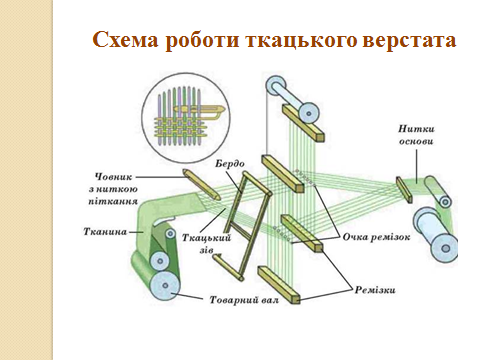 Схема роботи ткацького верстата
Нитки
основи
Бердо
Човник
з ниткою
піткання
Тканина
Ткацький
зів
Очка ремізок
Ремізки
Товарний вал